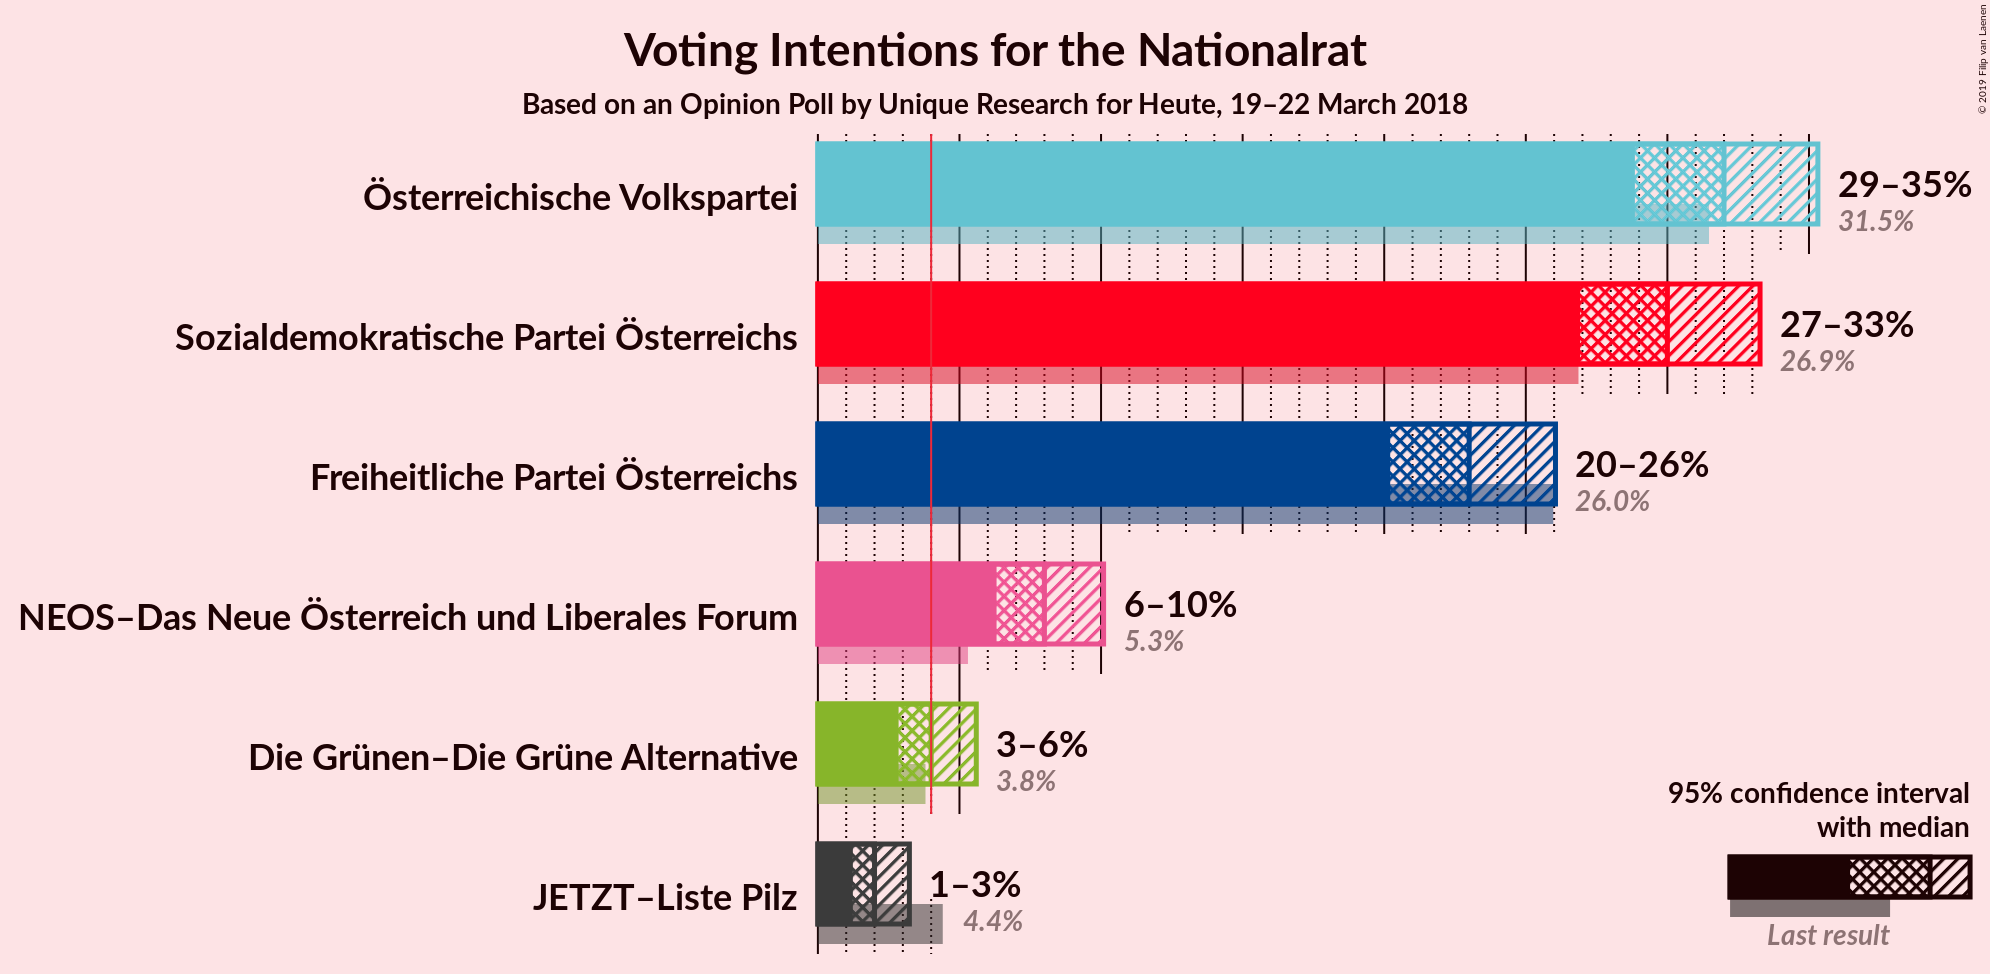 Voting Intentions for the Nationalrat
Based on an Opinion Poll by Unique Research for Heute, 19–22 March 2018
© 2019 Filip van Laenen
Österreichische Volkspartei
29–35%
31.5%
Sozialdemokratische Partei Österreichs
27–33%
26.9%
Freiheitliche Partei Österreichs
20–26%
26.0%
NEOS–Das Neue Österreich und Liberales Forum
6–10%
5.3%
Die Grünen–Die Grüne Alternative
3–6%
3.8%
JETZT–Liste Pilz
1–3%
4.4%
95% confidence interval
with median
Last result